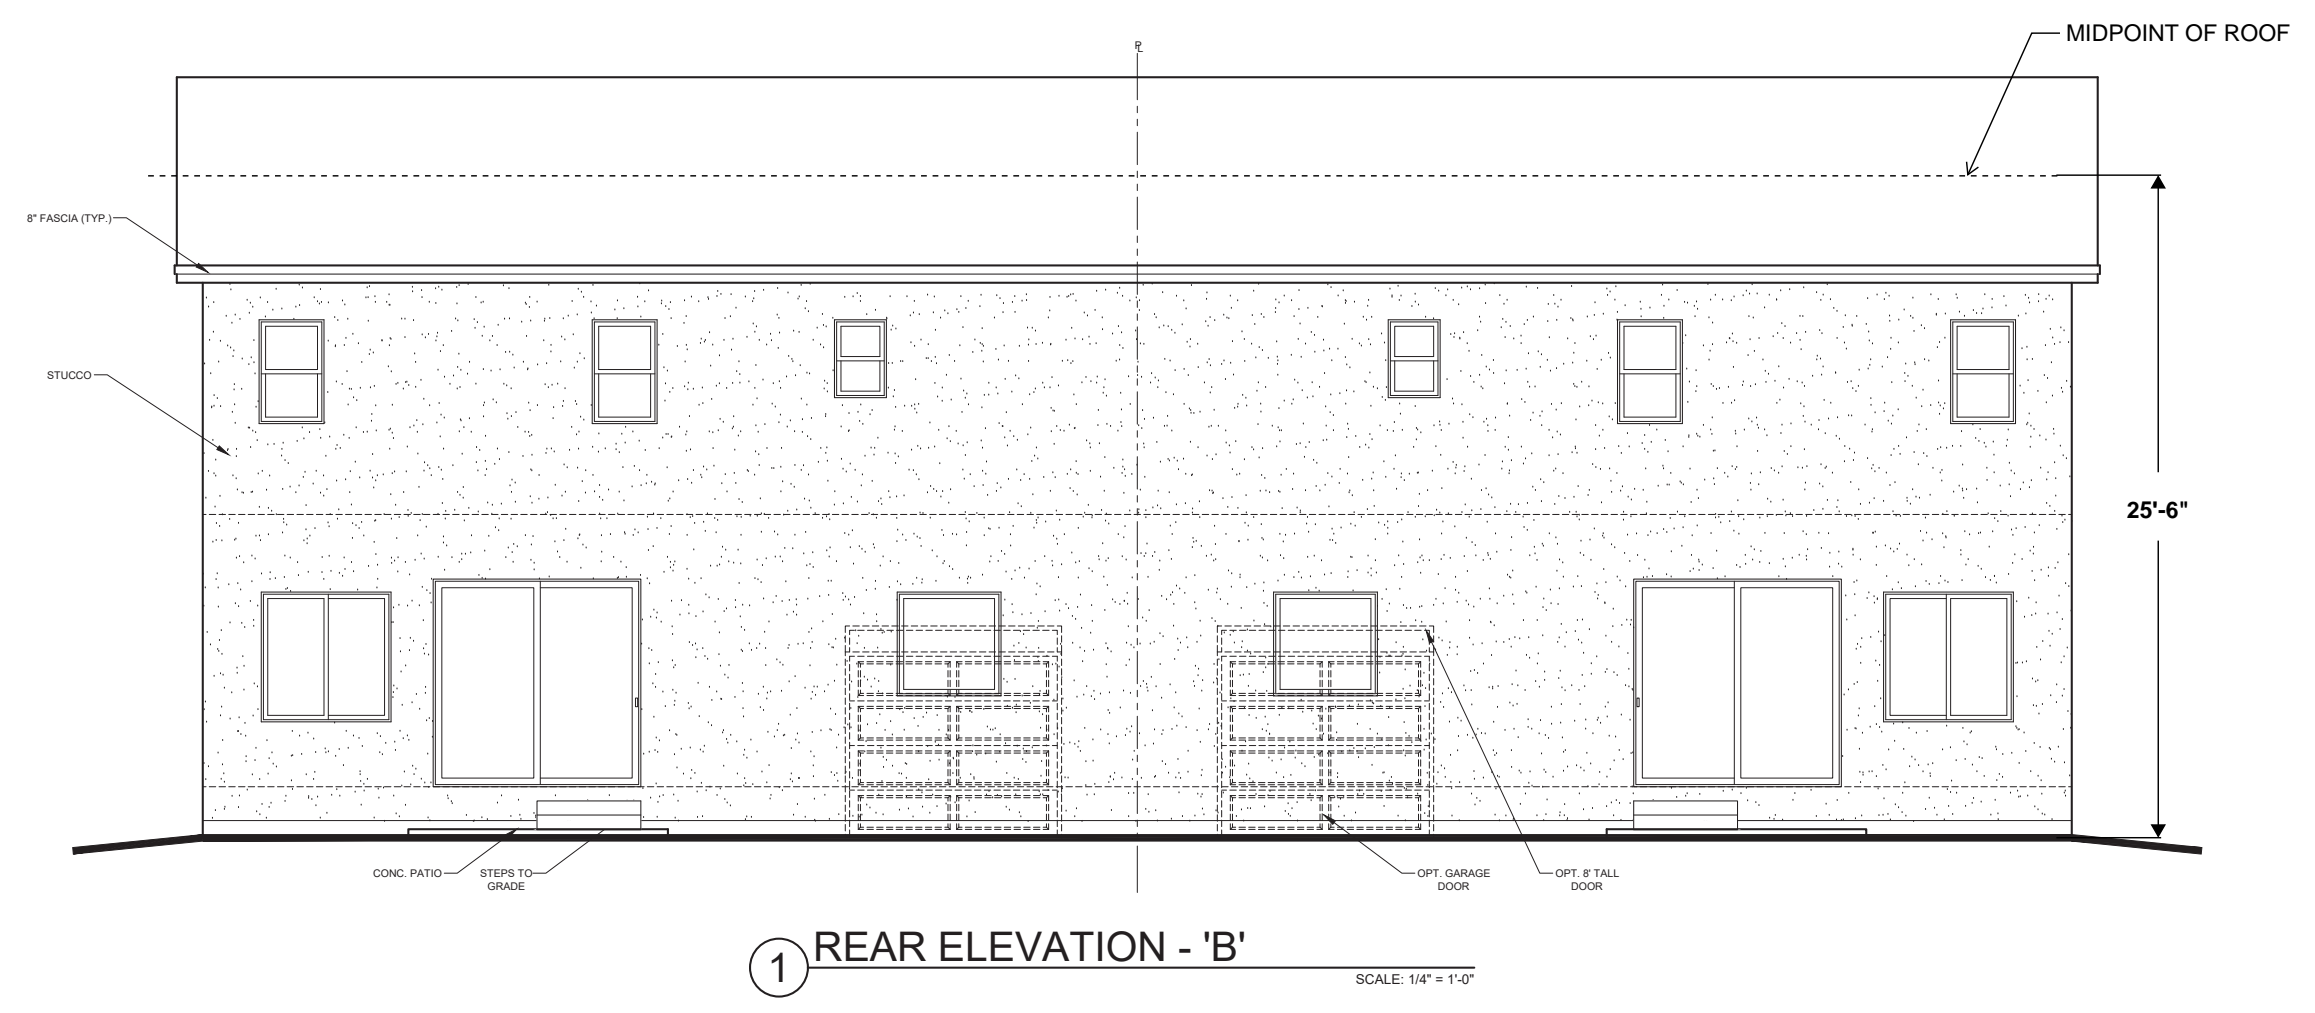 MIDPOINT OF ROOF
PL
8" FASCIA (TYP.)
STUCCO
25'-6"
CONC. PATIO
STEPS TO
GRADE
OPT. GARAGE
DOOR
OPT. 8' TALL
DOOR
1
REAR ELEVATION - 'B'
SCALE: 1/4" = 1'-0"